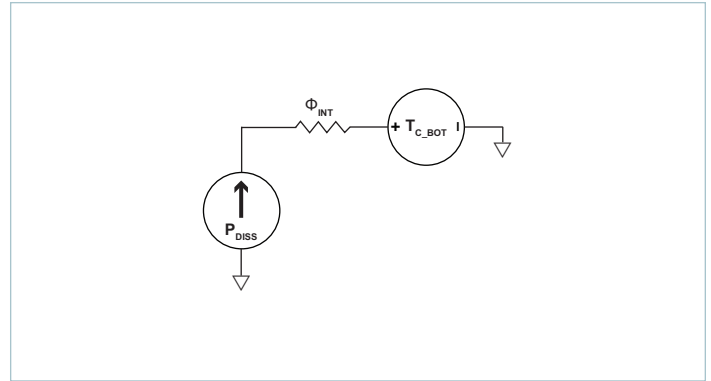 Φ_INT
+ T_C_BOT –
P_DISS